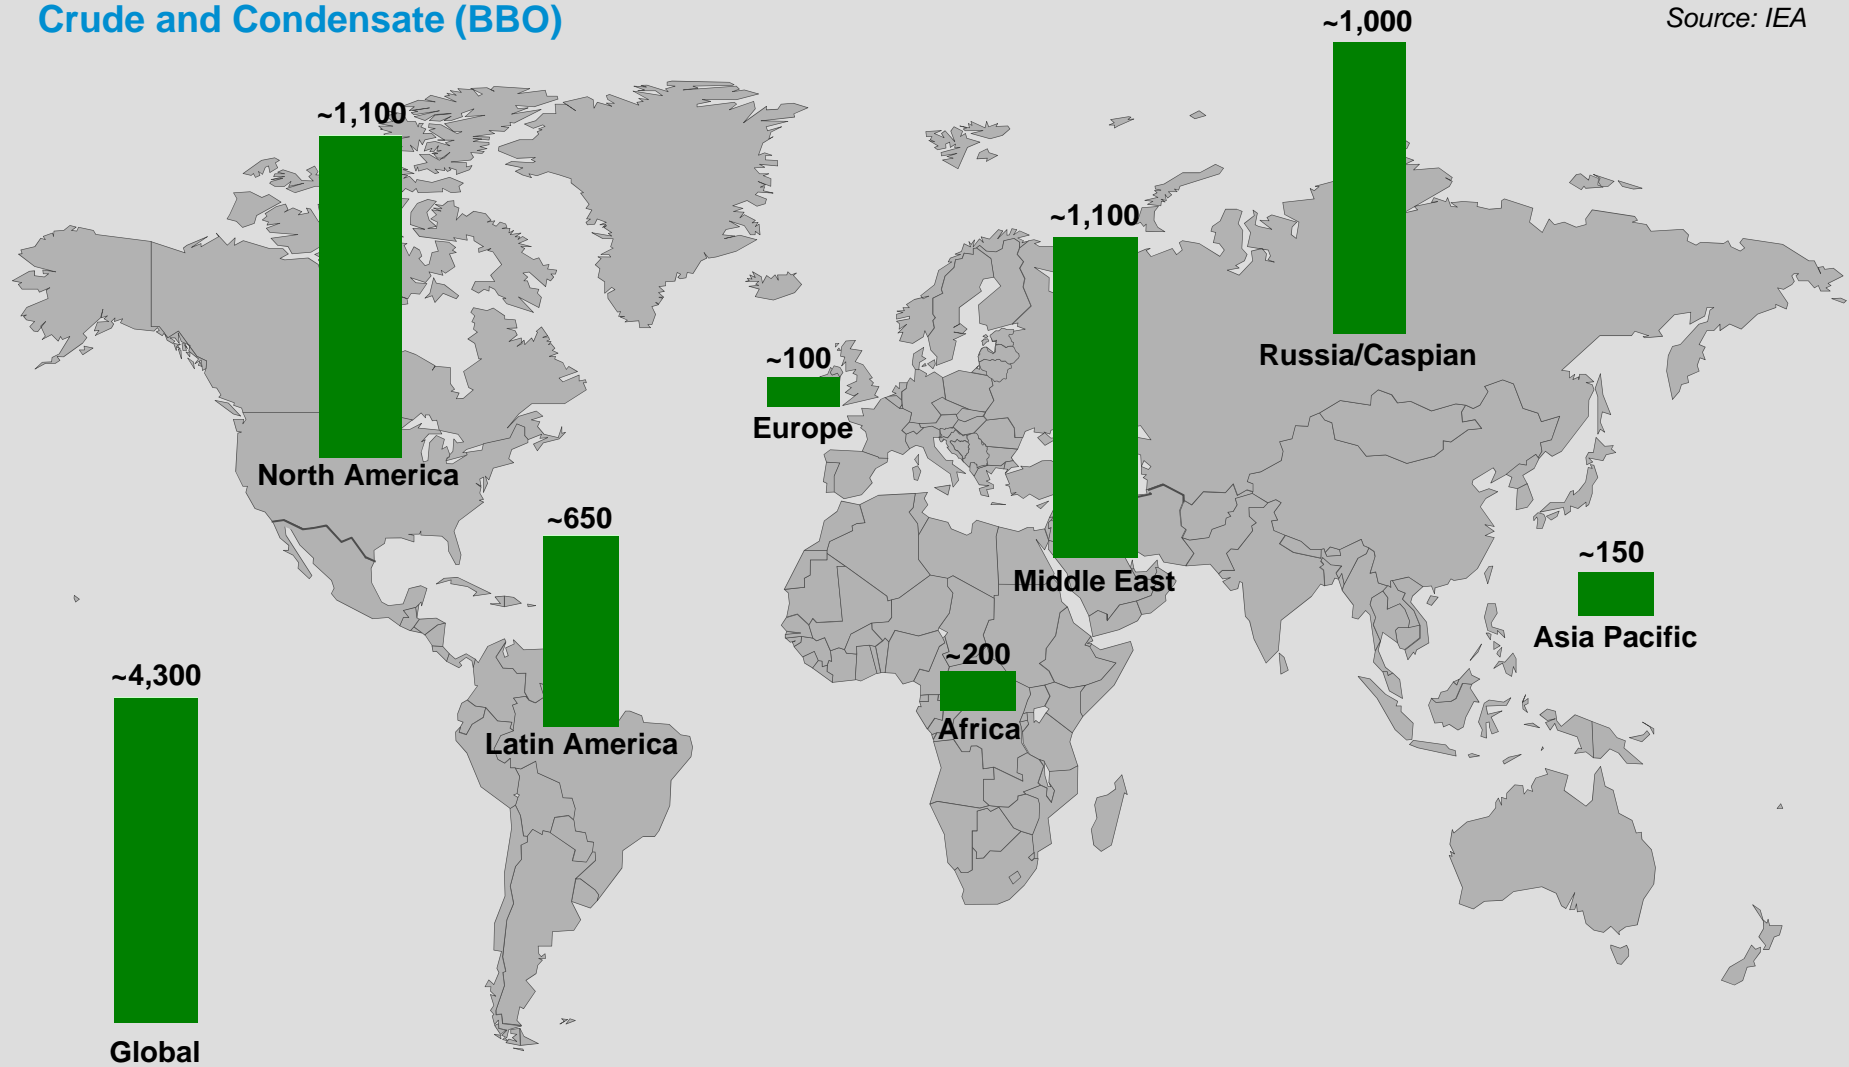 Crude and Condensate (BBO)
~1,000
Source: IEA
~1,100
~1,100
Russia/Caspian
~100
Europe
North America
~650
~150
Middle East
Asia Pacific
~200
~4,300
Africa
Latin America
Global